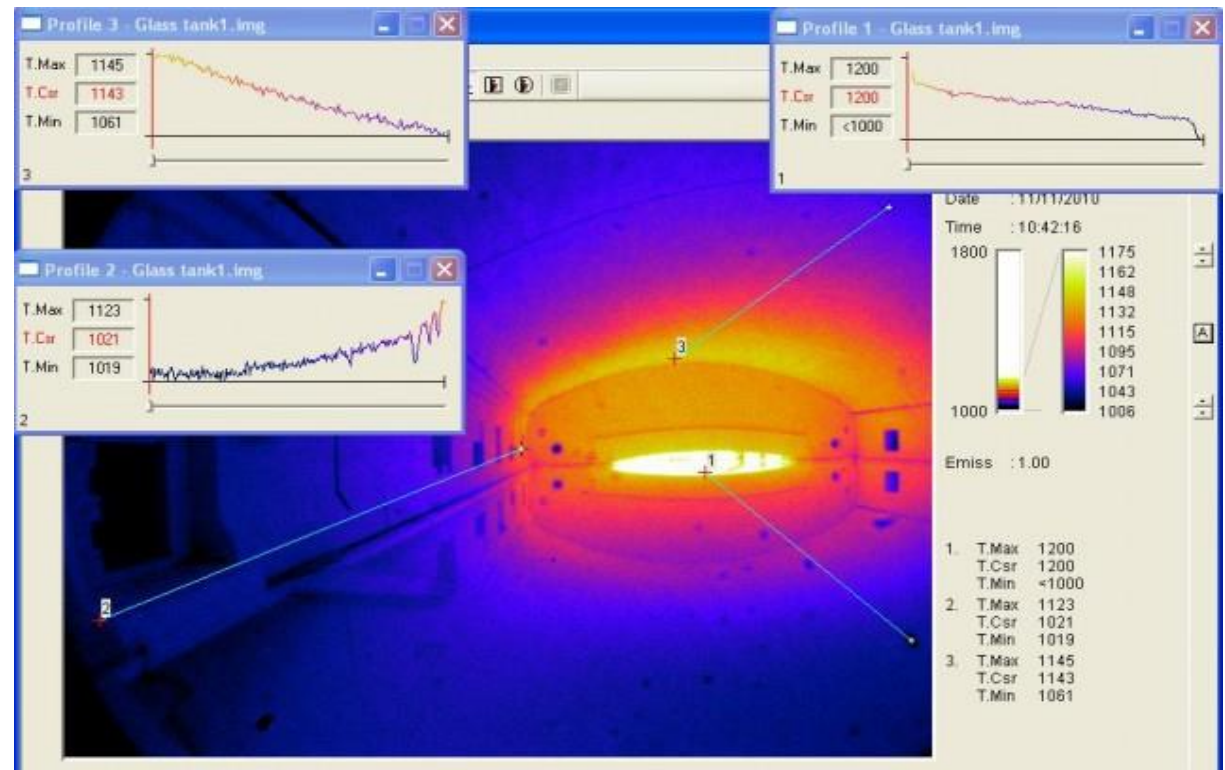 Profile 3 - Glass tank1.img
T.Max 1145
T.Csr 1143
T.Min 1061
3
Profile 1 - Glass tank1.img
T.Max 1200
T.Csr 1200
T.Min <1000
1
Profile 2 - Glass tank1.img
T.Max 1123
T.Csr 1021
T.Min 1019
2
3
1
2
Date : 11/11/2010
Time : 10:42:16
1800
1000
1175
1162
1148
1132
1115
1095
1071
1043
1006
A
Emiss : 1.00
1. T.Max 1200
T.Csr 1200
T.Min <1000
2. T.Max 1123
T.Csr 1021
T.Min 1019
3. T.Max 1145
T.Csr 1143
T.Min 1061